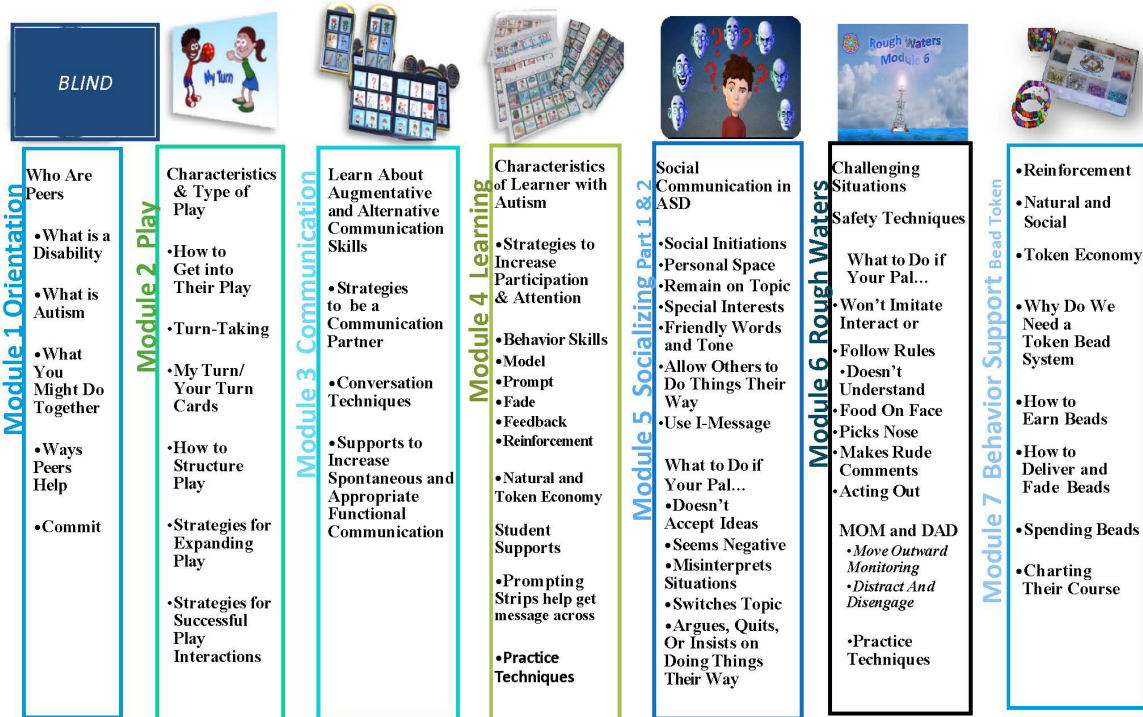 BLIND
My Turn
Rough Waters
Module 6
Module 1 Orientation
Who Are
Peers
•What is a
Disability
•What is
Autism
•What
You
Might Do
Together
•Ways
Peers
Help
•Commit
Module 2 Play
Characteristics
& Type of
Play
•How to
Get into
Their Play
•Turn-Taking
•My Turn/
Your Turn
Cards
•How to
Structure
Play
•Strategies for
Expanding
Play
•Strategies for
Successful
Play
Interactions
Module 3 Communication
Learn About
Augmentative
and Alternative
Communication
Skills
•Strategies
to be a
Communication
Partner
•Conversation
Techniques
•Supports to
Increase
Spontaneous and
Appropriate
Functional
Communication
Module 4 Learning
Characteristics
of Learner with
Autism
•Strategies to
Increase
Participation
& Attention
•Behavior Skills
•Model
•Prompt
•Fade
•Feedback
•Reinforcement
•Natural and
Token Economy
Student
Supports
•Prompting
Strips help get
message across
•Practice
Techniques
Module 5 Socializing Part 1 & 2
Social
Communication in
ASD
•Social Initiations
•Personal Space
•Remain on Topic
•Special Interests
•Friendly Words
and Tone
•Allow Others to
Do Things Their
Way
•Use I-Message
What to Do if
Your Pal…
•Doesn't
Accept Ideas
•Seems Negative
•Misinterprets
Situations
•Switches Topic
•Argues, Quits,
Or Insists on
Doing Things
Their Way
Module 6 Rough Waters
Challenging
Situations
Safety Techniques
What to Do if
Your Pal…
•Won't Imitate
Interact or
•Follow Rules
•Doesn't
Understand
•Food On Face
•Picks Nose
•Makes Rude
Comments
•Acting Out
MOM and DAD
•Move Outward
Monitoring
•Distract And
Disengage
•Practice
Techniques
Module 7 Behavior Support Bead Token
•Reinforcement
•Natural and
Social
•Token Economy
•Why Do We
Need a
Token Bead
System
•How to
Earn Beads
•How to
Deliver and
Fade Beads
•Spending Beads
•Charting
Their Course